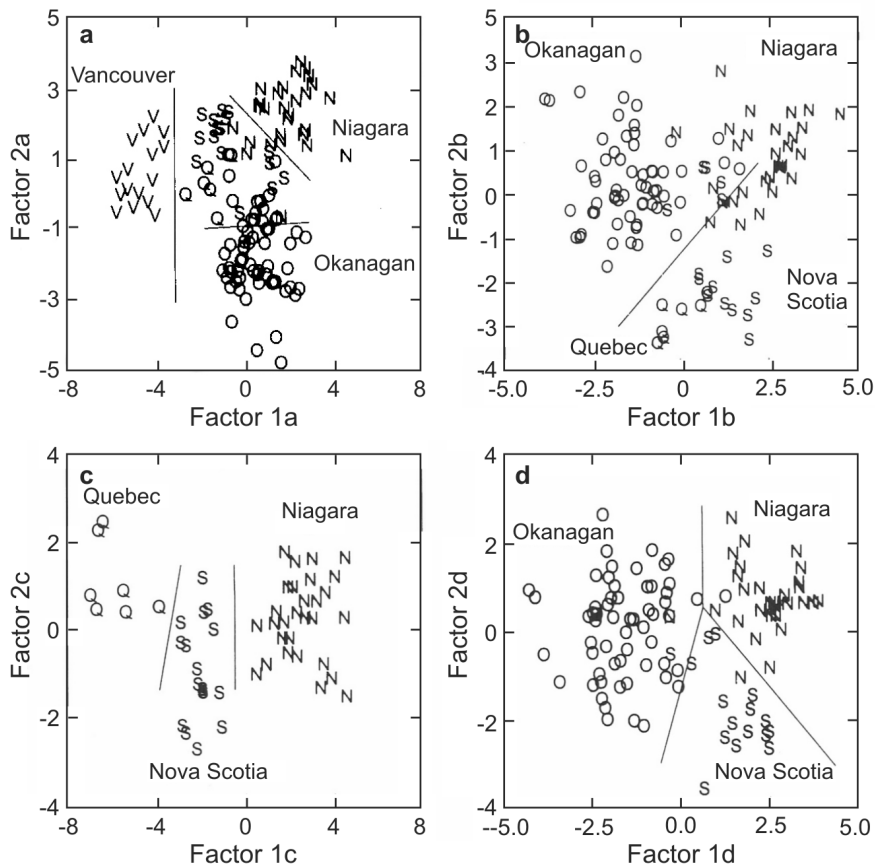 a
Vancouver
Niagara
Okanagan
Factor 2a
5
3
1
-1
-3
-5
-8
-4
0
4
8
Factor 1a
b
Okanagan
Niagara
Nova
Scotia
Quebec
Factor 2b
4
3
2
1
0
-1
-2
-3
-4
-5.0
-2.5
0
2.5
5.0
Factor 1b
c
Quebec
Niagara
Nova Scotia
Factor 2c
4
2
0
-2
-4
-8
-4
0
4
8
Factor 1c
d
Okanagan
Niagara
Nova Scotia
Factor 2d
4
2
0
-2
-4
--5.0
-2.5
0.0
2.5
5.0
Factor 1d